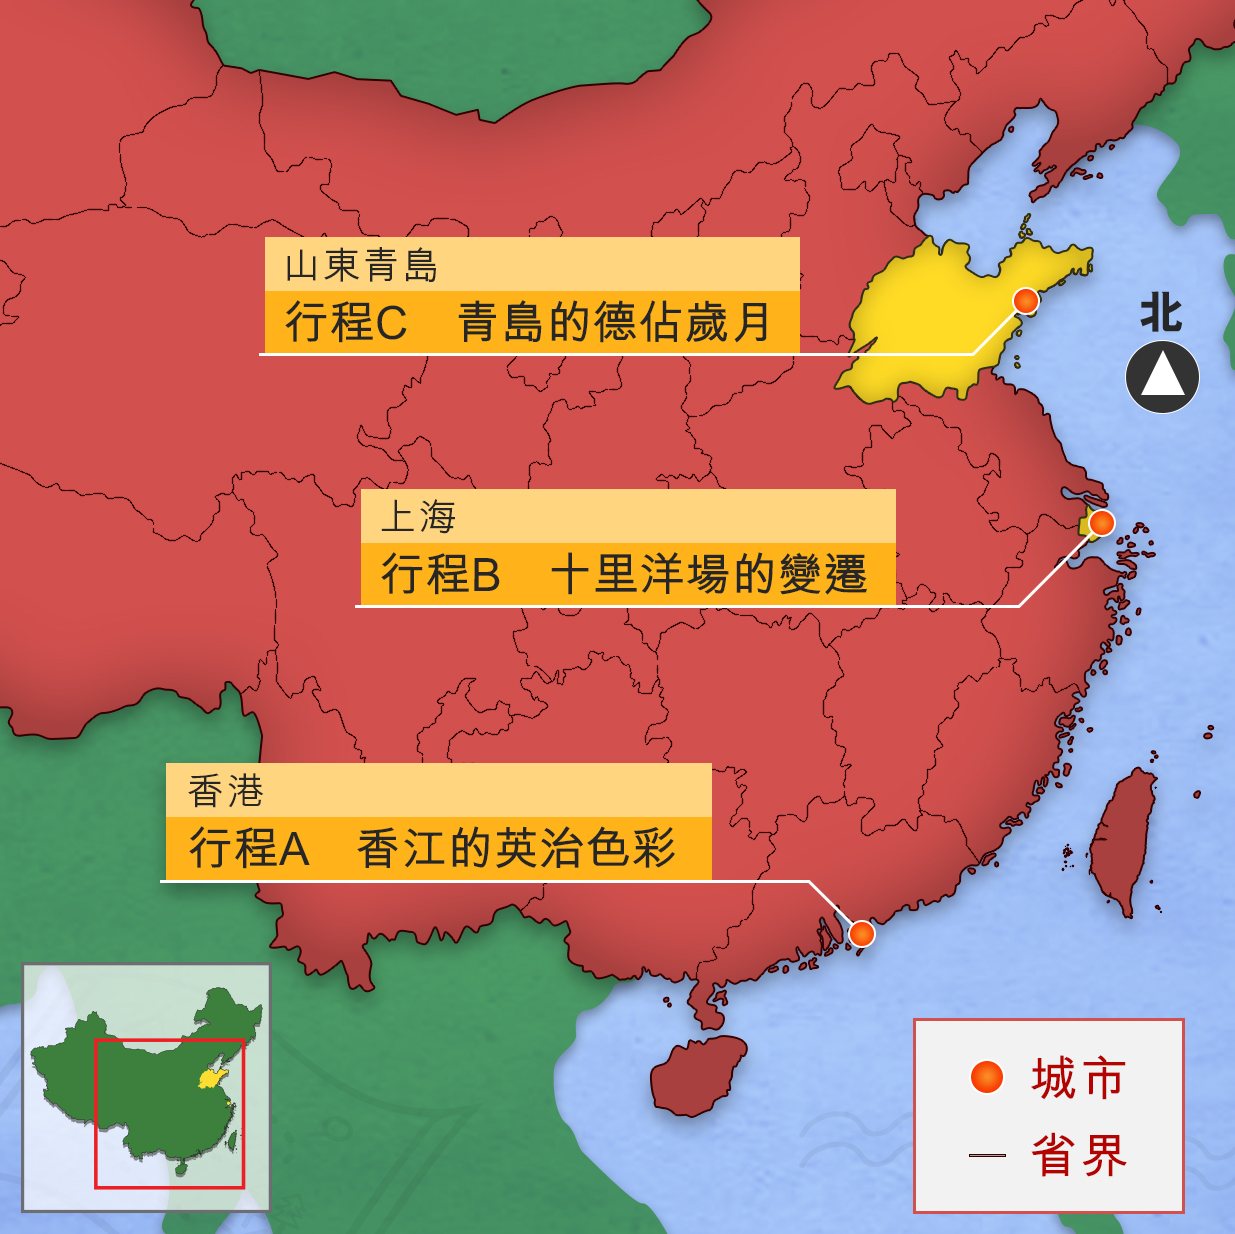 山東青島
行程C 青島的德佔歲月
北
上海
行程B 十里洋場的變遷
香港
行程A 香江的英治色彩
城市
省界